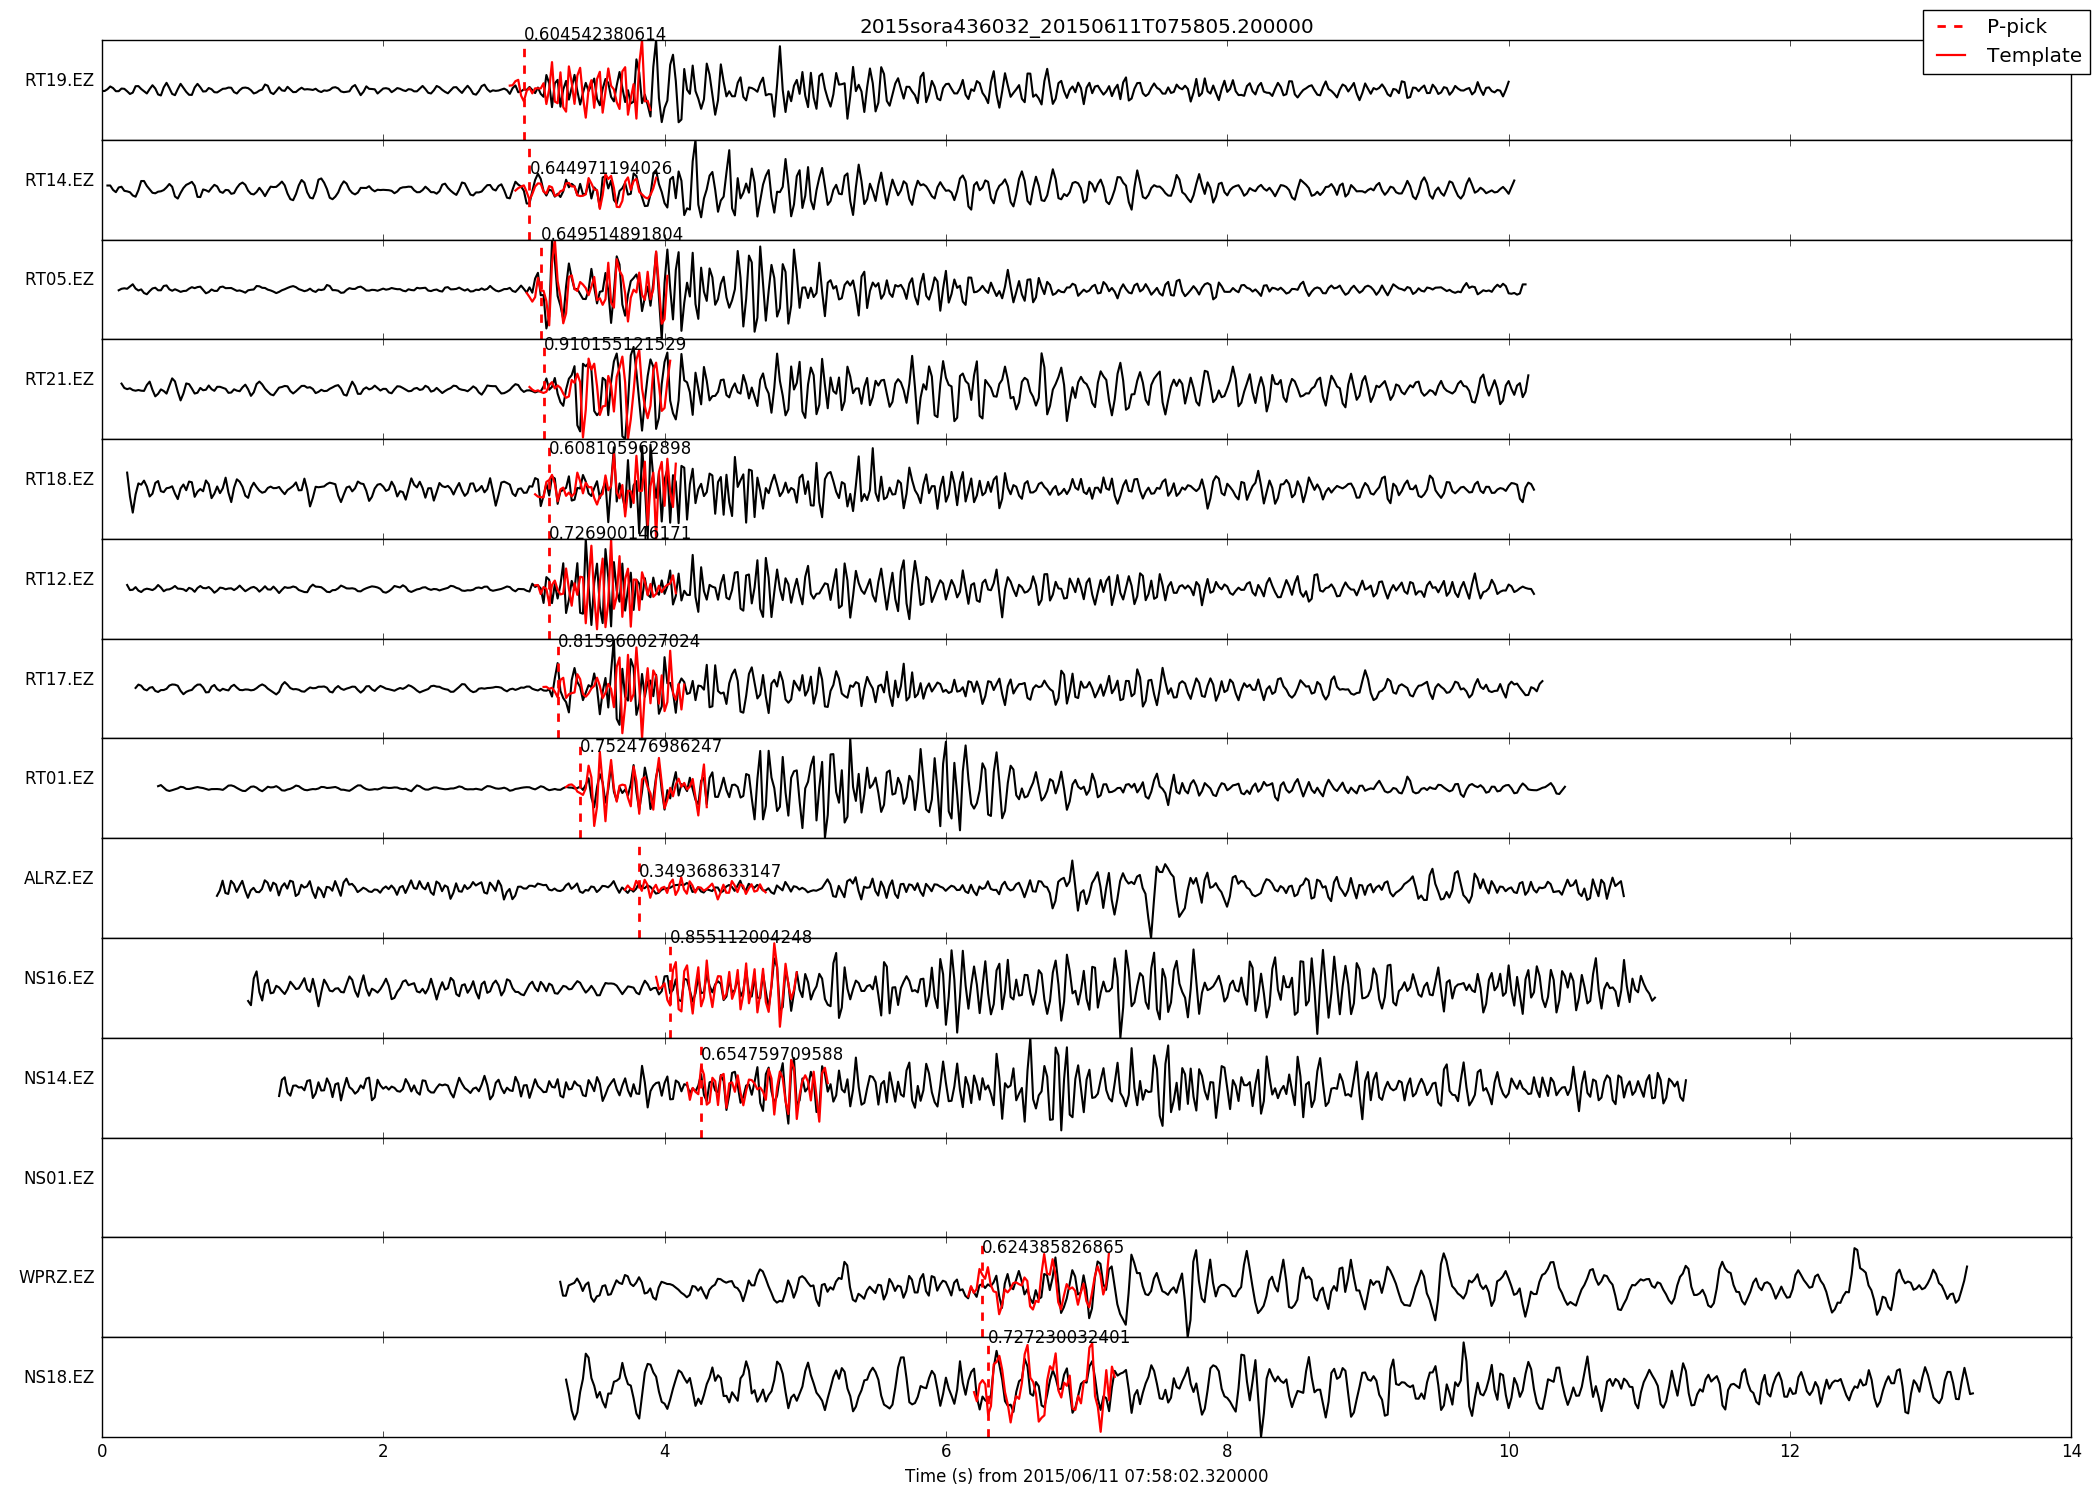 2015sora436032_20150611T075805.200000
P-pick
Template
RT19.EZ
0.604542380614
RT14.EZ
0.644971194026
RT05.EZ
0.649514891804
RT21.EZ
0.910155121529
RT18.EZ
0.608105962898
RT12.EZ
0.726900146171
RT17.EZ
0.815960027024
RT01.EZ
0.752476986247
ALRZ.EZ
0.349368633147
NS16.EZ
0.855112004248
NS14.EZ
0.654759709588
NS01.EZ
WPRZ.EZ
0.624385826865
NS18.EZ
0.727230032401
0 2 4 6 8 10 12 14
Time (s) from 2015/06/11 07:58:02.320000